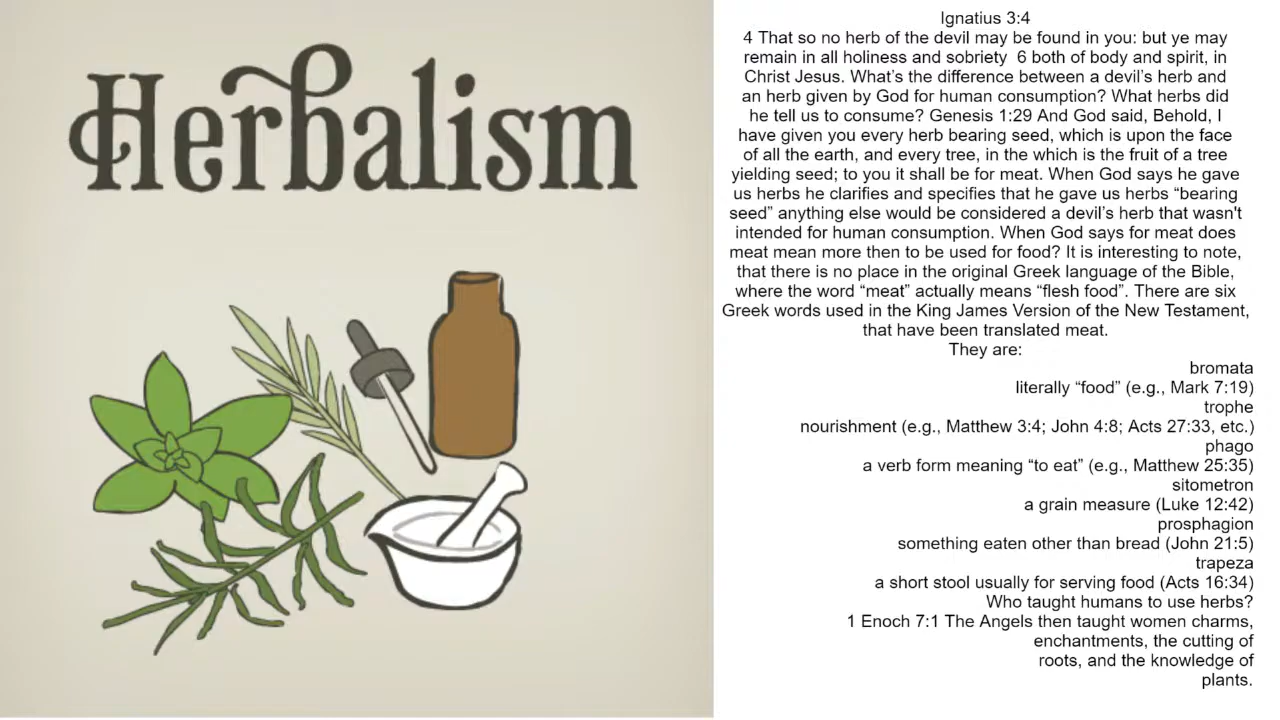 Herbalism
Ignatius 3:4
4 That so no herb of the devil may be found in you: but ye may
remain in all holiness and sobriety  6 both of body and spirit, in
Christ Jesus. What's the difference between a devil's herb and
an herb given by God for human consumption? What herbs did
he tell us to consume? Genesis 1:29 And God said, Behold, I
have given you every herb bearing seed, which is upon the face
of all the earth, and every tree, in the which is the fruit of a tree
yielding seed; to you it shall be for meat. When God says he gave
us herbs he clarifies and specifies that he gave us herbs “bearing
seed” anything else would be considered a devil's herb that wasn't
intended for human consumption. When God says for meat does
meat mean more then to be used for food? It is interesting to note,
that there is no place in the original Greek language of the Bible,
where the word “meat” actually means “flesh food”. There are six
Greek words used in the King James Version of the New Testament,
that have been translated meat.
They are:
bromata
literally “food” (e.g., Mark 7:19)
trophe
nourishment (e.g., Matthew 3:4; John 4:8; Acts 27:33, etc.)
phago
a verb form meaning “to eat” (e.g., Matthew 25:35)
sitometron
a grain measure (Luke 12:42)
prosphagion
something eaten other than bread (John 21:5)
trapeza
a short stool usually for serving food (Acts 16:34)
Who taught humans to use herbs?
1 Enoch 7:1 The Angels then taught women charms,
enchantments, the cutting of
roots, and the knowledge of
plants.